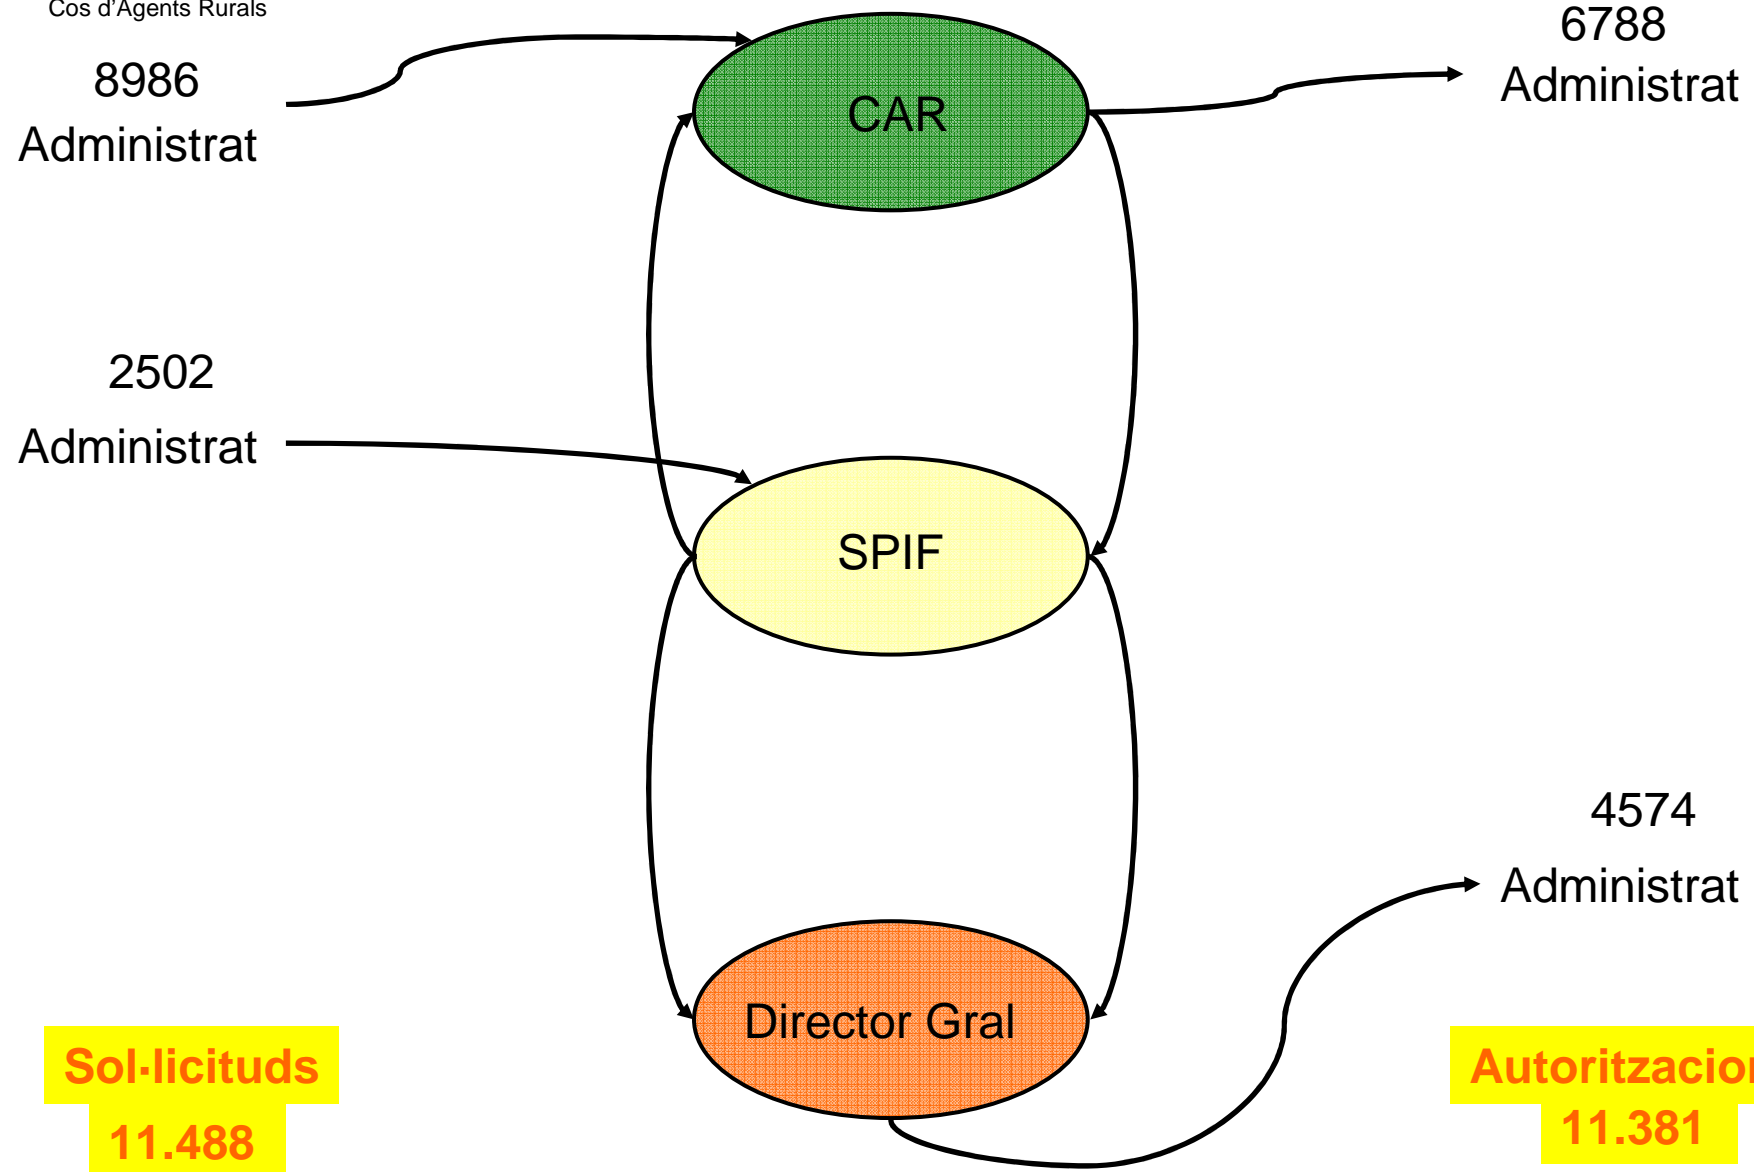 Cos d'Agents Rurals
8986
Administrat
CAR
6788
Administrat
2502
Administrat
SPIF
4574
Administrat
Director Gral
Sol·licituds
11.488
Autoritzacion
11.381